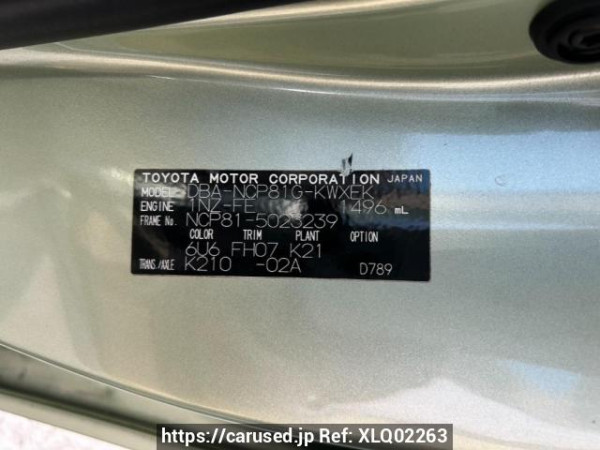 TOYOTA MOTOR CORPORATION JAPAN
MODEL DBA-NCP81G-KWXEK
ENGINE 1NZ-FE 1496 mL
FRAME No. NCP81-5023239
COLOR TRIM PLANT
6U6 FH07 K21
TRANS/AXLE K210 -02A D789
https://carused.jp Ref: XLQ02263